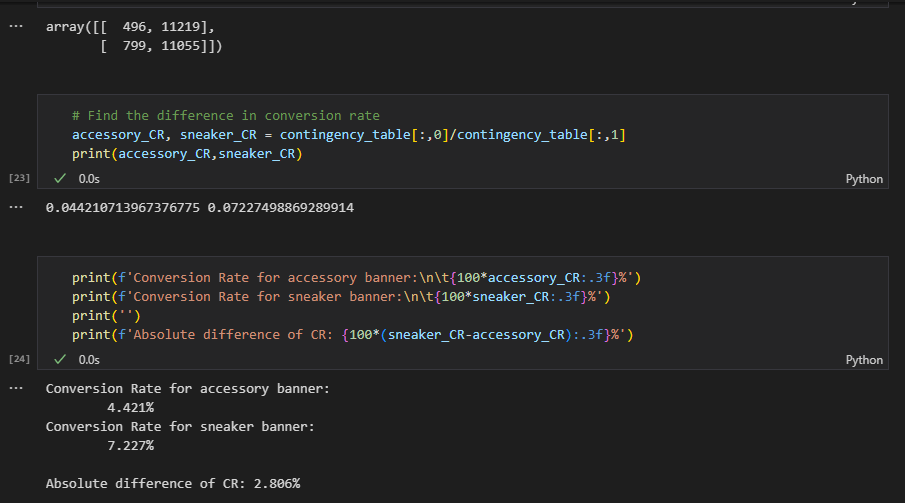 ... array([[ 496, 11219],
[ 799, 11055]])
# Find the difference in conversion rate
accessory_CR, sneaker_CR = contingency_table[:,0]/contingency_table[:,1]
print(accessory_CR,sneaker_CR)
[23] ✓ 0.0s Python
... 0.044210713967376775 0.07227498869289914
print(f'Conversion Rate for accessory banner:\n\t{100*accessory_CR:.3f}%')
print(f'Conversion Rate for sneaker banner:\n\t{100*sneaker_CR:.3f}%')
print('')
print(f'Absolute difference of CR: {100*(sneaker_CR-accessory_CR):.3f}%')
[24] ✓ 0.0s Python
... Conversion Rate for accessory banner:
4.421%
Conversion Rate for sneaker banner:
7.227%
Absolute difference of CR: 2.806%